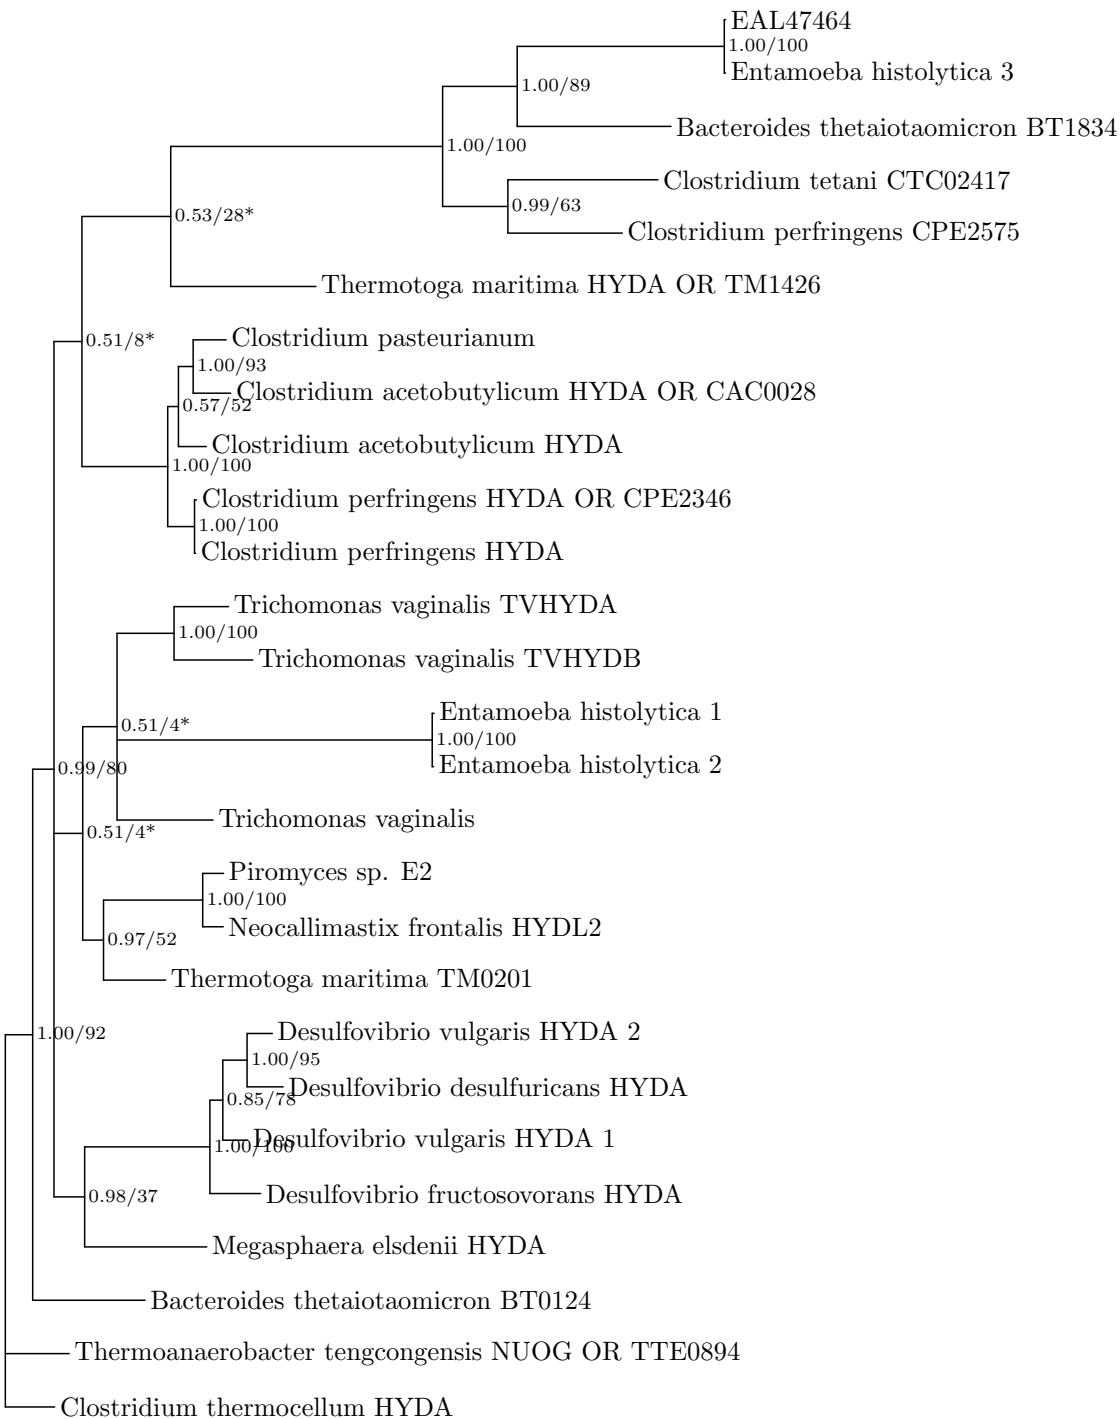 EAL47464
1.00/100
Entamoeba histolytica 3
1.00/89
Bacteroides thetaiotaomicron BT1834
1.00/100
Clostridium tetani CTC02417
0.99/63
Clostridium perfringens CPE2575
0.53/28*
Thermotoga maritima HYDA OR TM1426
Clostridium pasteurianum
0.51/8*
1.00/93
Clostridium acetobutylicum HYDA OR CAC0028
0.57/52
Clostridium acetobutylicum HYDA
1.00/100
Clostridium perfringens HYDA OR CPE2346
1.00/100
Clostridium perfringens HYDA
Trichomonas vaginalis TVHYDA
1.00/100
Trichomonas vaginalis TVHYDB
Entamoeba histolytica 1
0.51/4*
1.00/100
Entamoeba histolytica 2
0.99/80
Trichomonas vaginalis
0.51/4*
Piromyces sp. E2
1.00/100
Neocallimastix frontalis HYDL2
0.97/52
Thermotoga maritima TM0201
Desulfovibrio vulgaris HYDA 2
1.00/92
1.00/95
Desulfovibrio desulfuricans HYDA
0.85/78
Desulfovibrio vulgaris HYDA 1
1.00/100
Desulfovibrio fructosovorans HYDA
0.98/37
Megasphaera elsdenii HYDA
Bacteroides thetaiotaomicron BT0124
Thermoanaerobacter tengcongensis NUOG OR TTE0894
Clostridium thermocellum HYDA